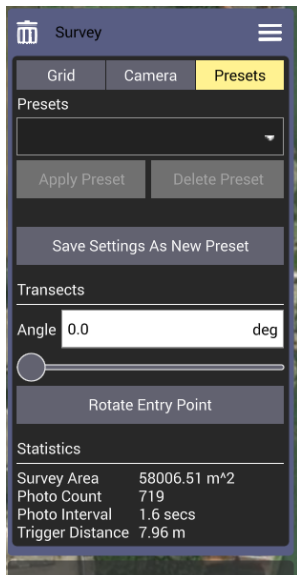 Survey
Grid Camera Presets
Presets
Apply Preset Delete Preset
Save Settings As New Preset
Transects
Angle 0.0 deg
Rotate Entry Point
Statistics
Survey Area 58006.51 m^2
Photo Count 719
Photo Interval 1.6 secs
Trigger Distance 7.96 m